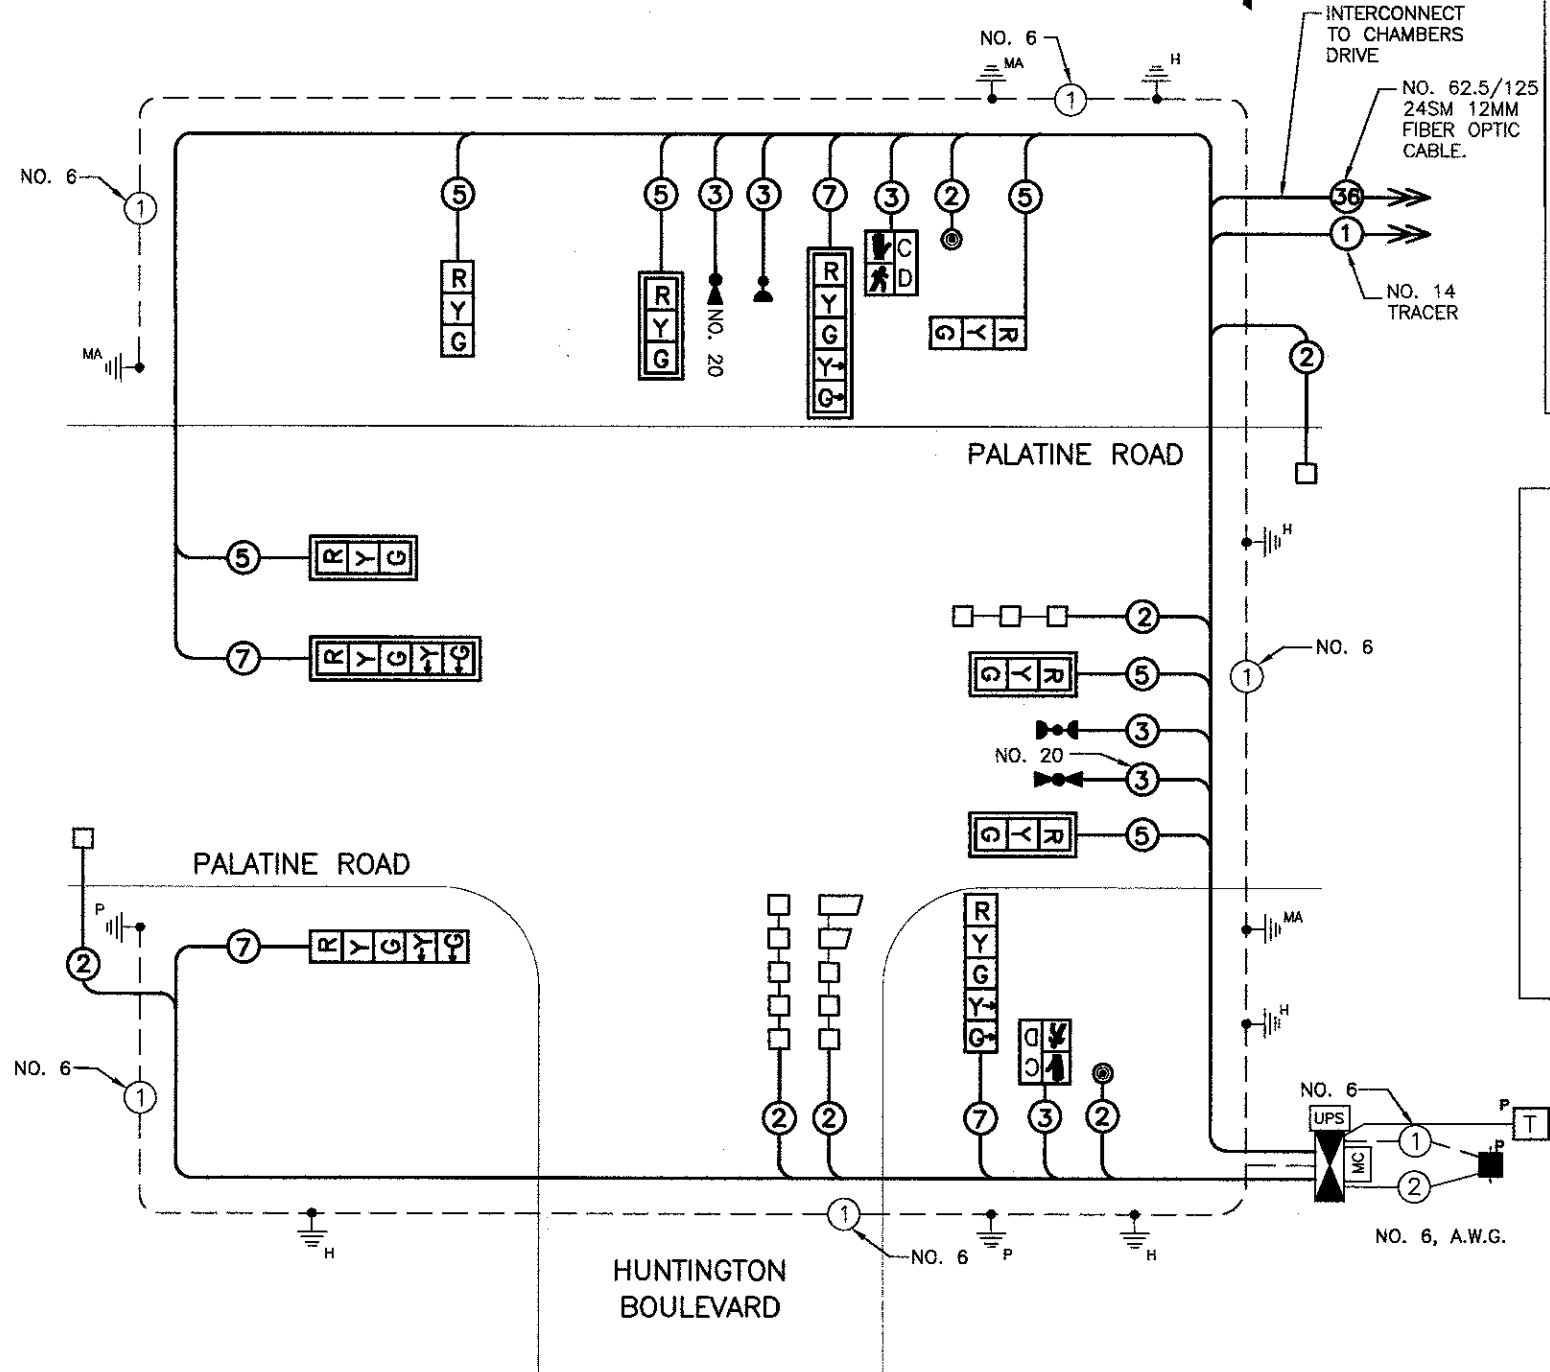 INTERCONNECT
TO CHAMBERS
DRIVE
NO. 6
MA
H
1
NO. 62.5/125
24SM 12MM
FIBER OPTIC
CABLE.
NO. 6
1
5
5
3
3
7
3
2
5
36
1
NO. 14
TRACER
R
Y
G
R
Y
G
NO. 20
R
Y
G
Y
G
C
D
R Y G
2
MA
PALATINE ROAD
H
5
R Y G
7
R Y G Y G
2
R Y G
5
1
NO. 6
3
NO. 20
3
R Y G
5
PALATINE ROAD
P
2
7
R Y G Y G
R
Y
G
Y
G
MA
H
C
D
NO. 6
1
2
2
7
3
2
NO. 6
UPS
MC
1
2
P
T
P
NO. 6, A.W.G.
H
1
NO. 6
P
H
HUNTINGTON
BOULEVARD